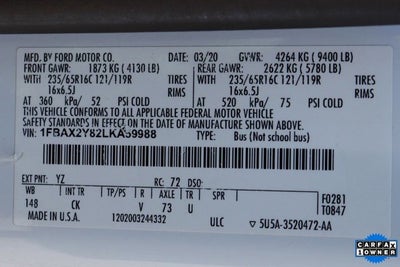 MFD. BY FORD MOTOR CO. 03/20 GVWR: 4264 KG ( 9400 LB)
FRONT GAWR: 1873 KG ( 4130 LB) REAR GAWR: 2622 KG ( 5780 LB)
WITH WITH
235/65R16C 121/119R TIRES 235/65R16C 121/119R TIRES
16x6.5J RIMS 16x6.5J RIMS
AT 360 kPa/ 52 PSI COLD AT 520 kPa/ 75 PSI COLD
THIS VEHICLE CONFORMS TO ALL APPLICABLE FEDERAL MOTOR VEHICLE
SAFETY STANDARDS IN EFFECT ON THE DATE OF MANUFACTURE SHOWN ABOVE.
VIN: 1FBAX2Y82LKA59988 TYPE: Bus (Not school bus)
EXT PNT: YZ RC: 72 DSO:
WB INT TR TP/PS R AXLE TR SPR F0281
148 CK V 73 U T0847
MADE IN U.S.A. 1202003244332 ULC 5U5A-3520472-AA
CARFAX
1 OWNER